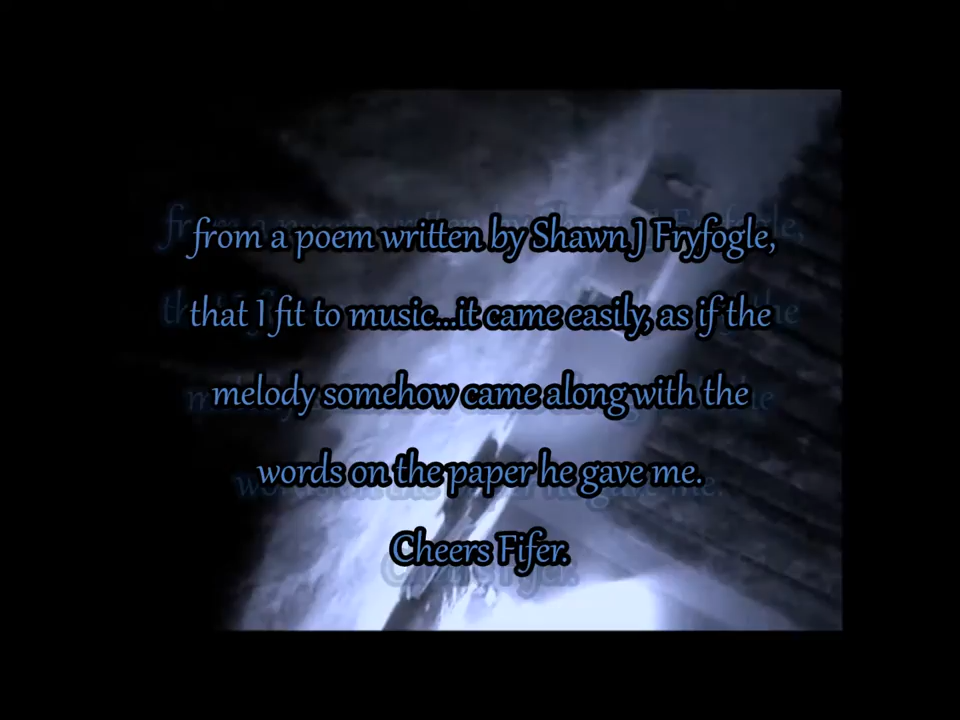 from a poem written by Shawn J Fryfogle,
that I fit to music...it came easily, as if the
melody somehow came along with the
words on the paper he gave me.
Cheers Fifer.